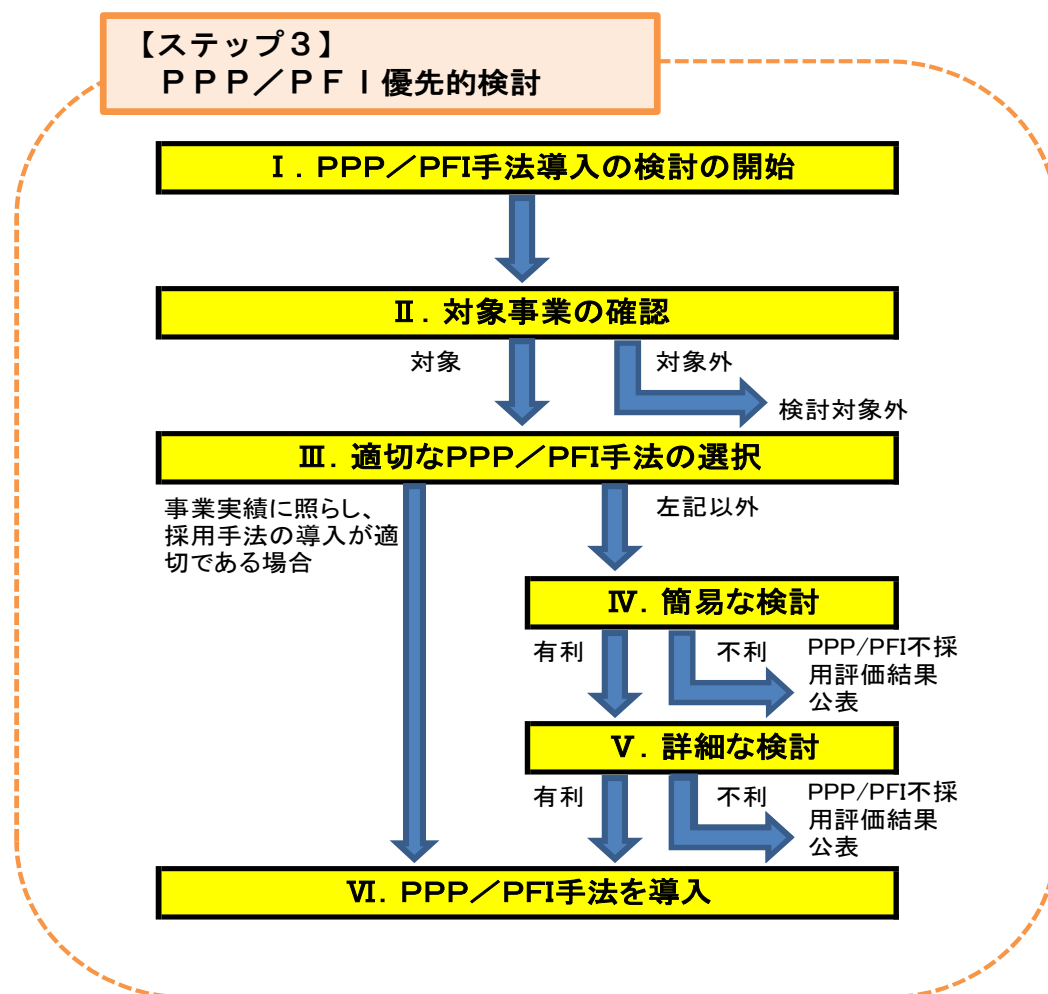 【ステップ３】
ＰＰＰ／ＰＦＩ優先的検討
Ⅰ．PPP／PFI手法導入の検討の開始
Ⅱ．対象事業の確認
対象
対象外
検討対象外
Ⅲ．適切なPPP／PFI手法の選択
事業実績に照らし、
採用手法の導入が適
切である場合
左記以外
Ⅳ．簡易な検討
有利
不利
PPP/PFI不採
用評価結果
公表
Ⅴ．詳細な検討
有利
不利
PPP/PFI不採
用評価結果
公表
Ⅵ．PPP／PFI手法を導入